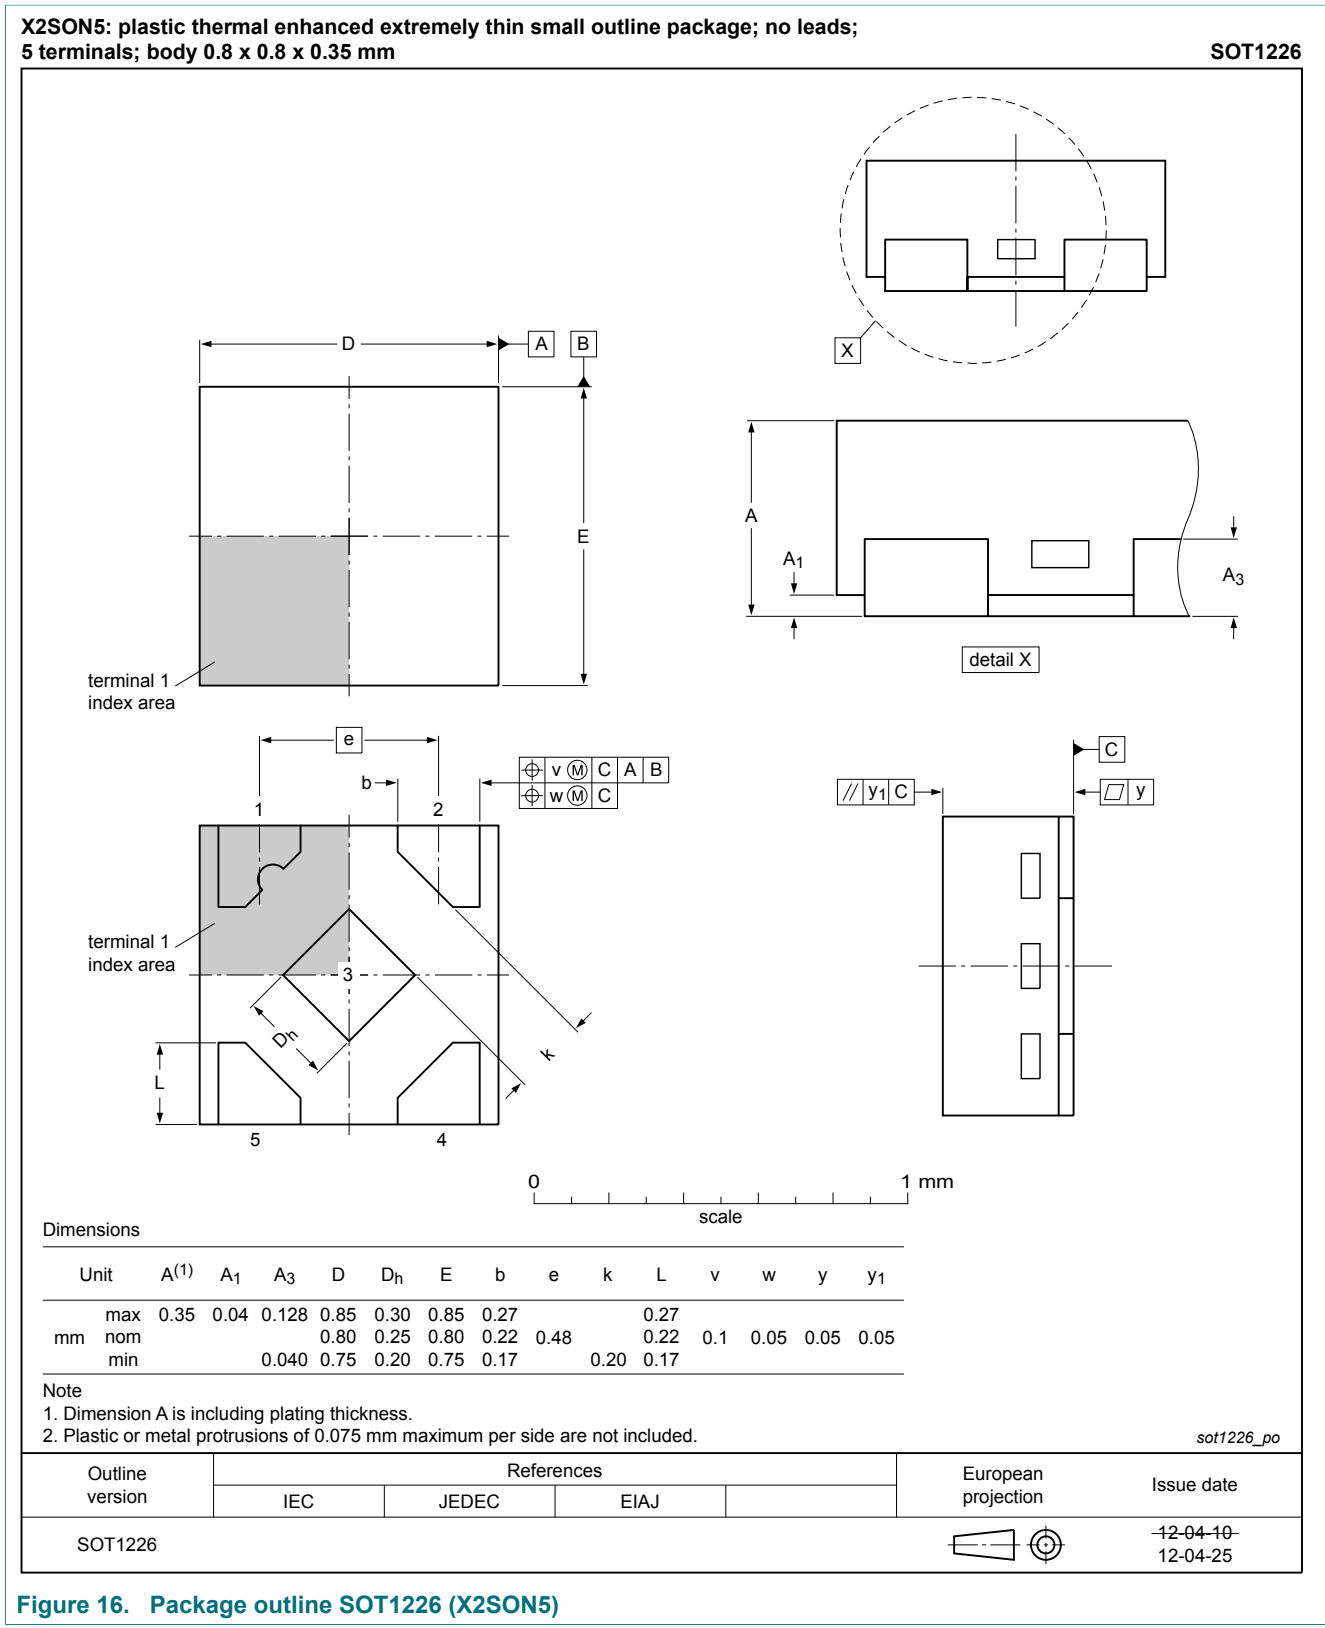 X2SON5: plastic thermal enhanced extremely thin small outline package; no leads;
5 terminals; body 0.8 x 0.8 x 0.35 mm SOT1226
X
D A B
E
terminal 1
index area
A
A1
A3
detail X
e
b
v M C A B
w M C
1 2
terminal 1
index area
3
Dh
k
L
5 4
C
// y1 C
y
0 1 mm
scale
Dimensions
Unit A(1) A1 A3 D Dh E b e k L v w y y1
max 0.35 0.04 0.128 0.85 0.30 0.85 0.27 0.27
mm nom 0.80 0.25 0.80 0.22 0.48 0.22 0.1 0.05 0.05 0.05
min 0.040 0.75 0.20 0.75 0.17 0.20 0.17
Note
1. Dimension A is including plating thickness.
2. Plastic or metal protrusions of 0.075 mm maximum per side are not included.
sot1226_po
Outline version References European projection Issue date
IEC JEDEC EIAJ
SOT1226
12-04-10
12-04-25
Figure 16. Package outline SOT1226 (X2SON5)